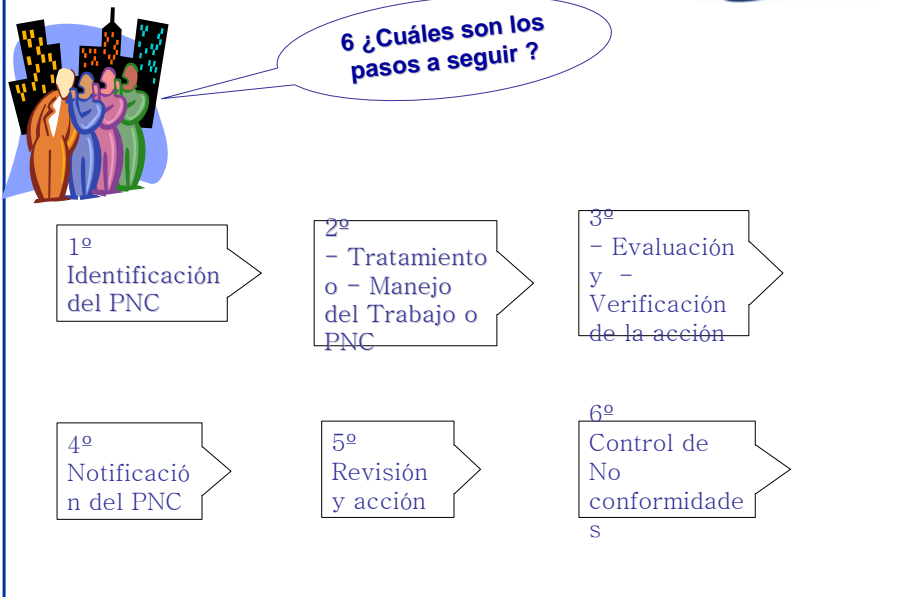 6 ¿Cuáles son los
pasos a seguir ?
1º
Identificación
del PNC
2º
- Tratamiento
o - Manejo
del Trabajo o
PNC
3º
- Evaluación
y -
Verificación
de la acción
4º
Notificació
n del PNC
5º
Revisión
y acción
6º
Control de
No
conformidade
s